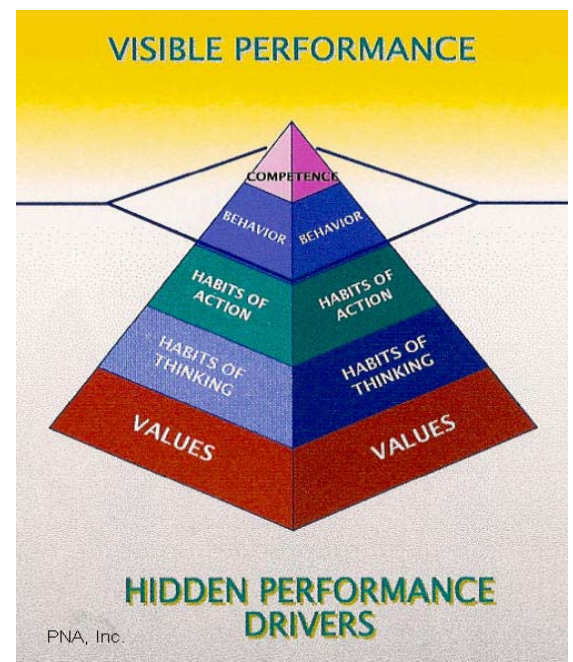 VISIBLE PERFORMANCE
COMPETENCE
BEHAVIOR BEHAVIOR
HABITS OF
ACTION
HABITS OF
ACTION
HABITS OF
THINKING
HABITS OF
THINKING
VALUES VALUES
HIDDEN PERFORMANCE
DRIVERS
PNA, Inc.